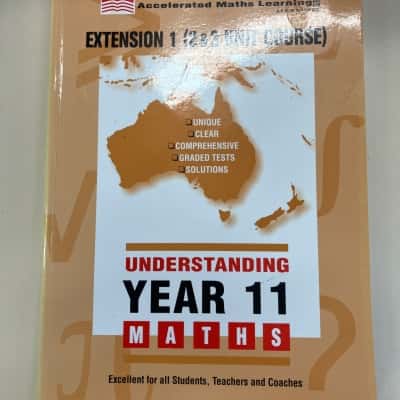 Accelerated Maths Learning
EXTENSION 1 (2&3 UNIT COURSE)
UNIQUE
CLEAR
COMPREHENSIVE
GRADED TESTS
SOLUTIONS
UNDERSTANDING
YEAR 11
MATHS
Excellent for all Students, Teachers and Coaches